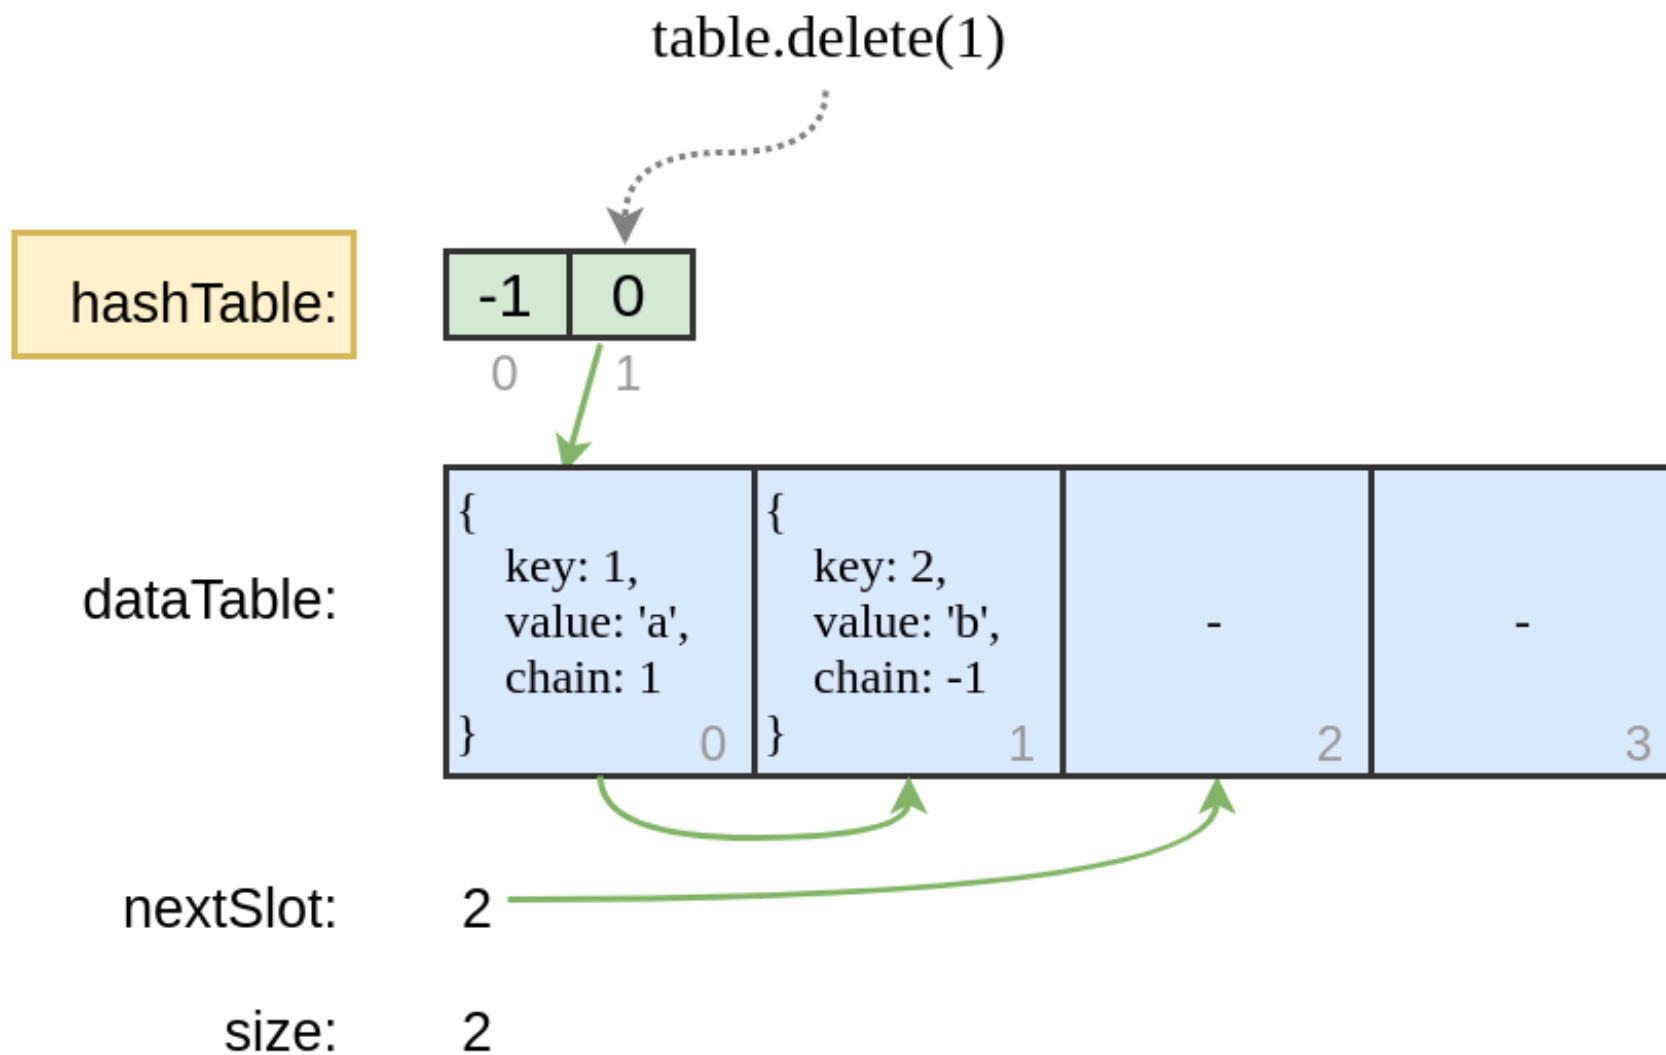 table.delete(1)
hashTable:
-1 0
0 1
dataTable:
{
key: 1,
value: 'a',
chain: 1
}
0
{
key: 2,
value: 'b',
chain: -1
}
1
-
2
-
3
nextSlot: 2
size: 2